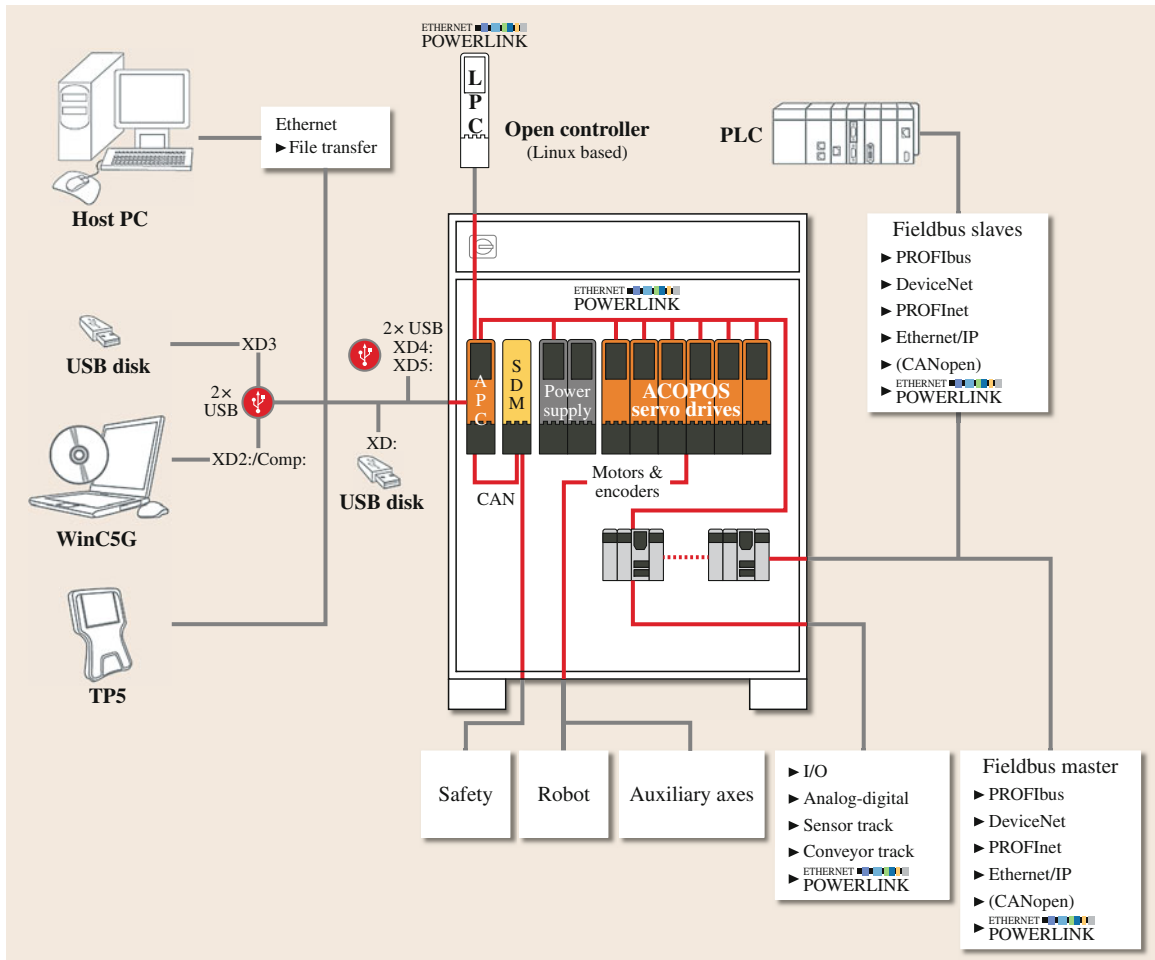 ETHERNET
POWERLINK
L
P
C
Open controller
(Linux based)
Ethernet
► File transfer
Host PC
PLC
Fieldbus slaves
► PROFIbus
► DeviceNet
► PROFInet
► Ethernet/IP
► (CANopen)
► ETHERNET
POWERLINK
ETHERNET
POWERLINK
USB disk
XD3
2× USB
XD4:
XD5:
2×
USB
XD2:/Comp:
WinC5G
XD:
USB disk
A
P
C
S
D
M
Power
supply
ACOPOS
servo drives
CAN
Motors &
encoders
TP5
Safety
Robot
Auxiliary axes
► I/O
► Analog-digital
► Sensor track
► Conveyor track
► ETHERNET
POWERLINK
Fieldbus master
► PROFIbus
► DeviceNet
► PROFInet
► Ethernet/IP
► (CANopen)
► ETHERNET
POWERLINK